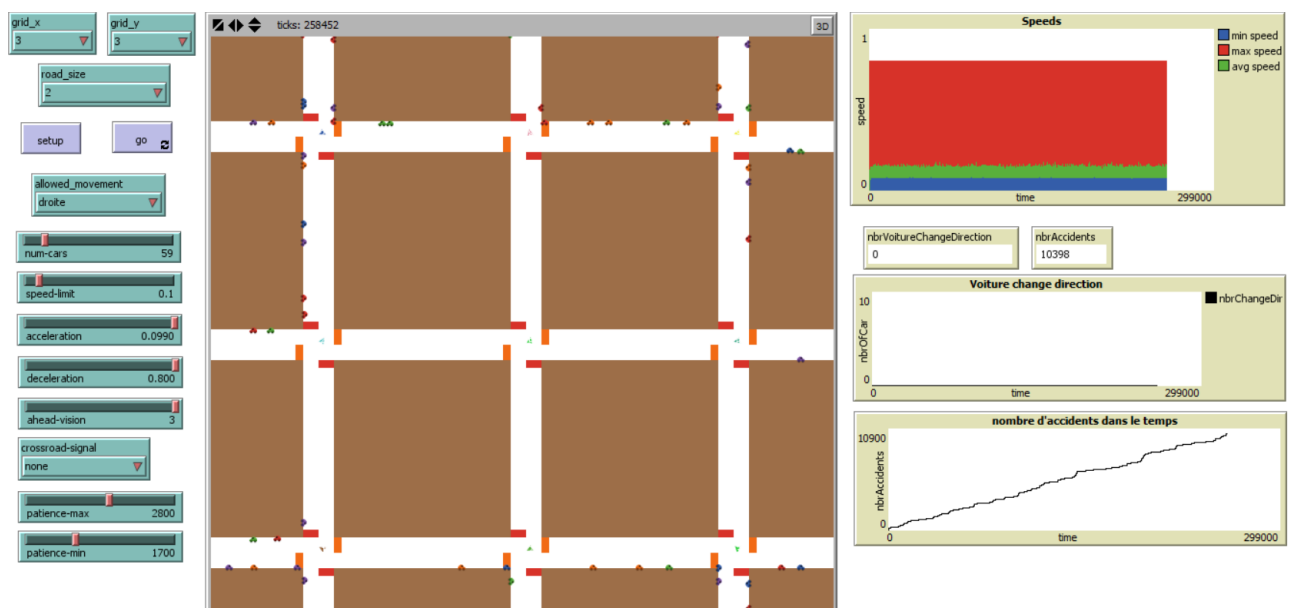 grid_x
3
grid_y
3
road_size
2
setup
go
allowed_movement
droite
num-cars 59
speed-limit 0.1
acceleration 0.0990
deceleration 0.800
ahead-vision 3
crossroad-signal
none
patience-max 2800
patience-min 1700
ticks: 258452
3D
Speeds
1
speed
0
0 time 299000
min speed
max speed
avg speed
nbrVoitureChangeDirection
0
nbrAccidents
10398
Voiture change direction
10
nbrOfCar
0
0 time 299000
nbrChangeDir
nombre d'accidents dans le temps
10900
nbrAccidents
0
0 time 299000